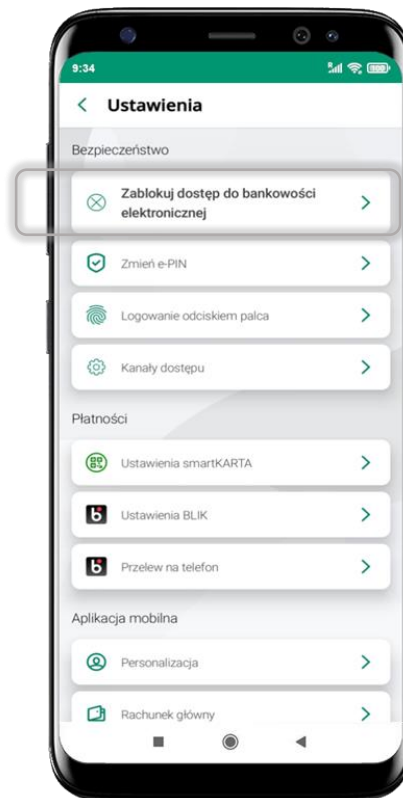 9:34
Ustawienia
Bezpieczeństwo
Zablokuj dostęp do bankowości
elektronicznej
Zmień e-PIN
Logowanie odciskiem palca
Kanały dostępu
Płatności
Ustawienia smartKARTA
Ustawienia BLIK
Przelew na telefon
Aplikacja mobilna
Personalizacja
Rachunek główny